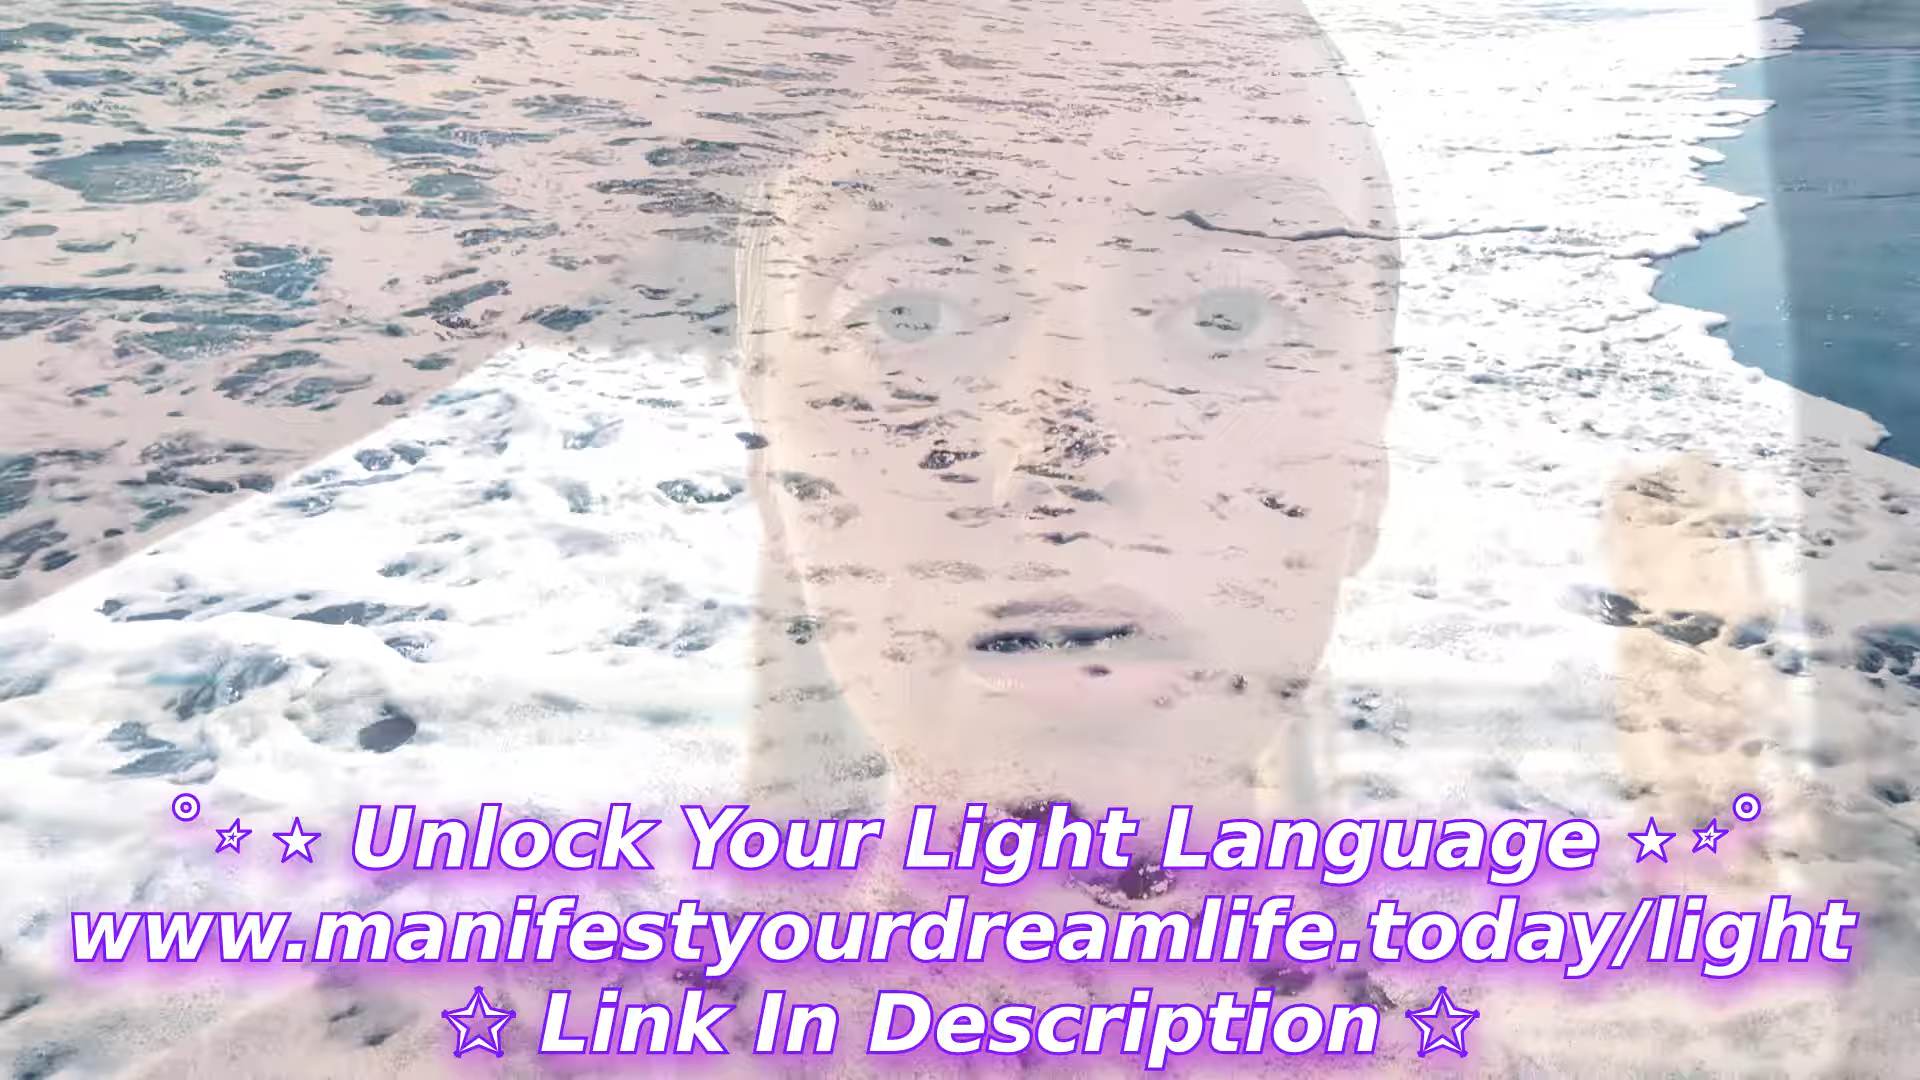 ˚⭒⋆ Unlock Your Light Language ⋆⭒˚
www.manifestyourdreamlife.today/light
☆ Link In Description ☆